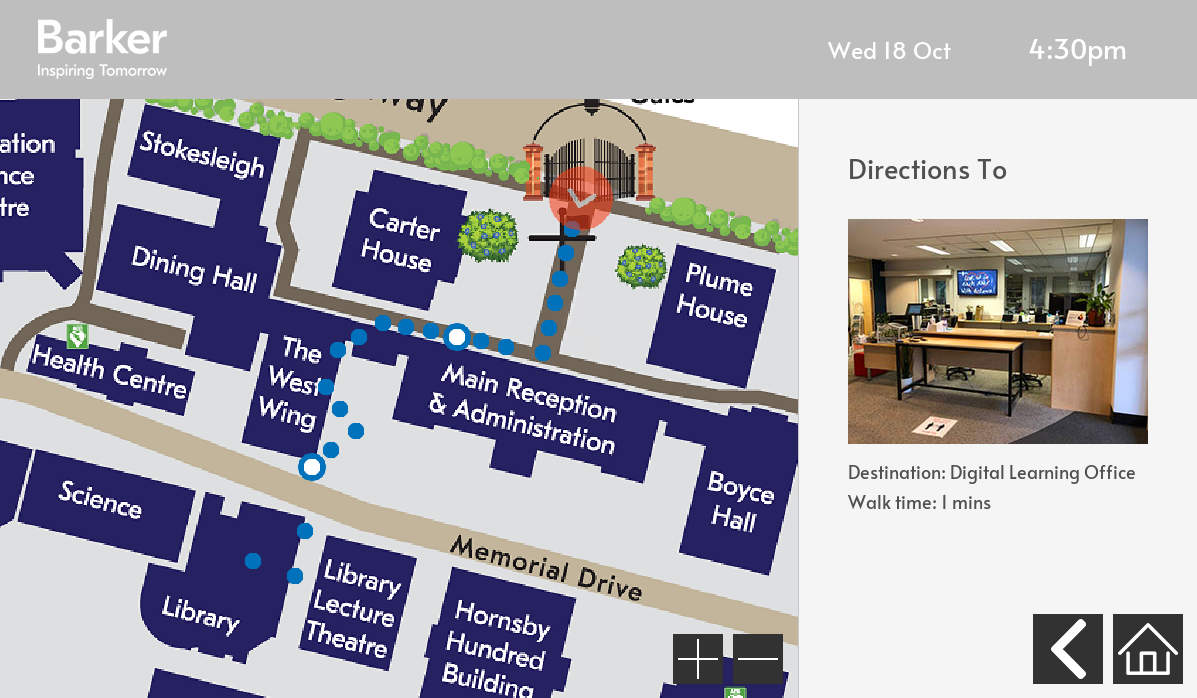 Barker
Inspiring Tomorrow
Wed 18 Oct
4:30pm
Directions To
Destination: Digital Learning Office
Walk time: 1 mins
Stokesleigh
Carter
House
Dining Hall
Plume
House
Health Centre
The
West
Wing
Main Reception
& Administration
Boyce
Hall
Science
Memorial Drive
Library
Library
Lecture
Theatre
Hornsby
Hundred
Building